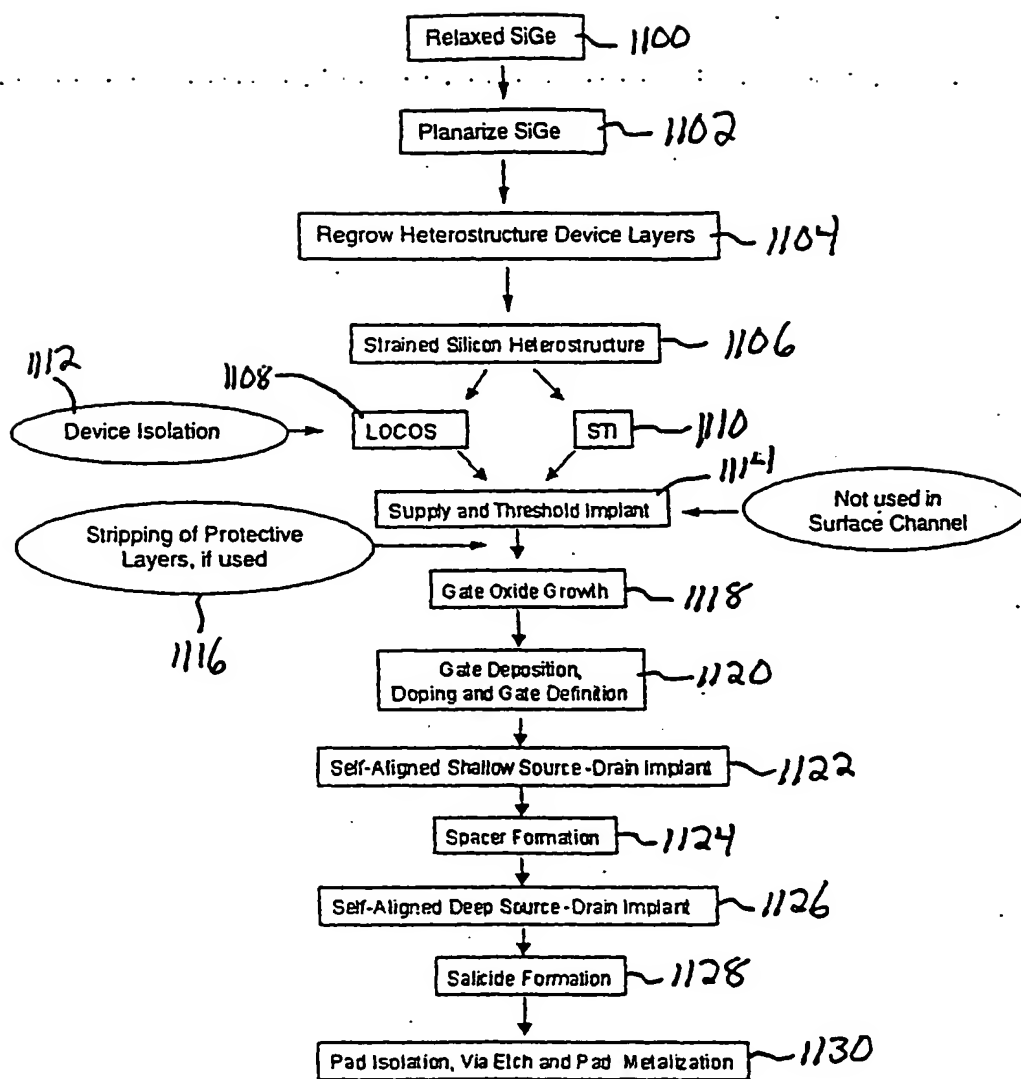 Relaxed SiGe 1100
Planarize SiGe 1102
Regrow Heterostructure Device Layers 1104
Strained Silicon Heterostructure 1106
1112
1108
Device Isolation
LOCOS
STI 1110
1114
Supply and Threshold Implant
Not used in
Surface Channel
Stripping of Protective
Layers, if used
1116
Gate Oxide Growth 1118
Gate Deposition,
Doping and Gate Definition 1120
Self-Aligned Shallow Source-Drain Implant 1122
Spacer Formation 1124
Self-Aligned Deep Source-Drain Implant 1126
Salicide Formation 1128
Pad Isolation, Via Etch and Pad Metalization 1130